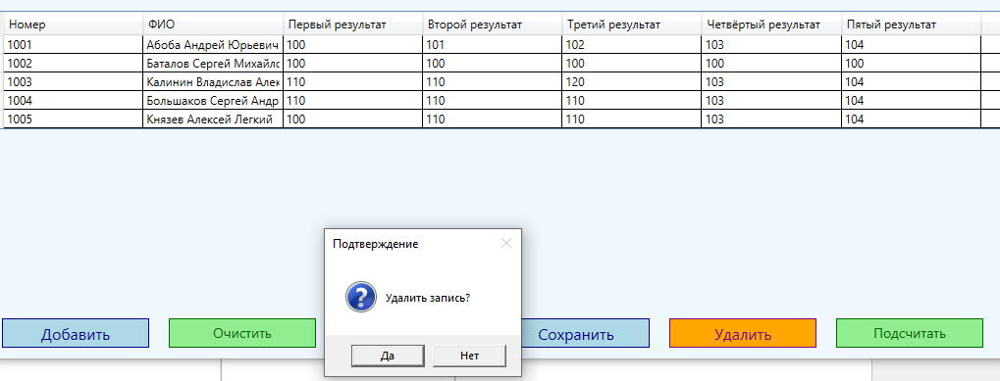 Номер ФИО Первый результат Второй результат Третий результат Четвёртый результат Пятый результат
1001 Абоба Андрей Юрьевич 100 101 102 103 104
1002 Баталов Сергей Михайло 100 100 100 100 100
1003 Калинин Владислав Алек 110 110 120 103 104
1004 Большаков Сергей Андр 110 110 110 103 104
1005 Князев Алексей Легкий 100 110 110 103 104
Подтверждение
Удалить запись?
Да Нет
Добавить Очистить Сохранить Удалить Подсчитать